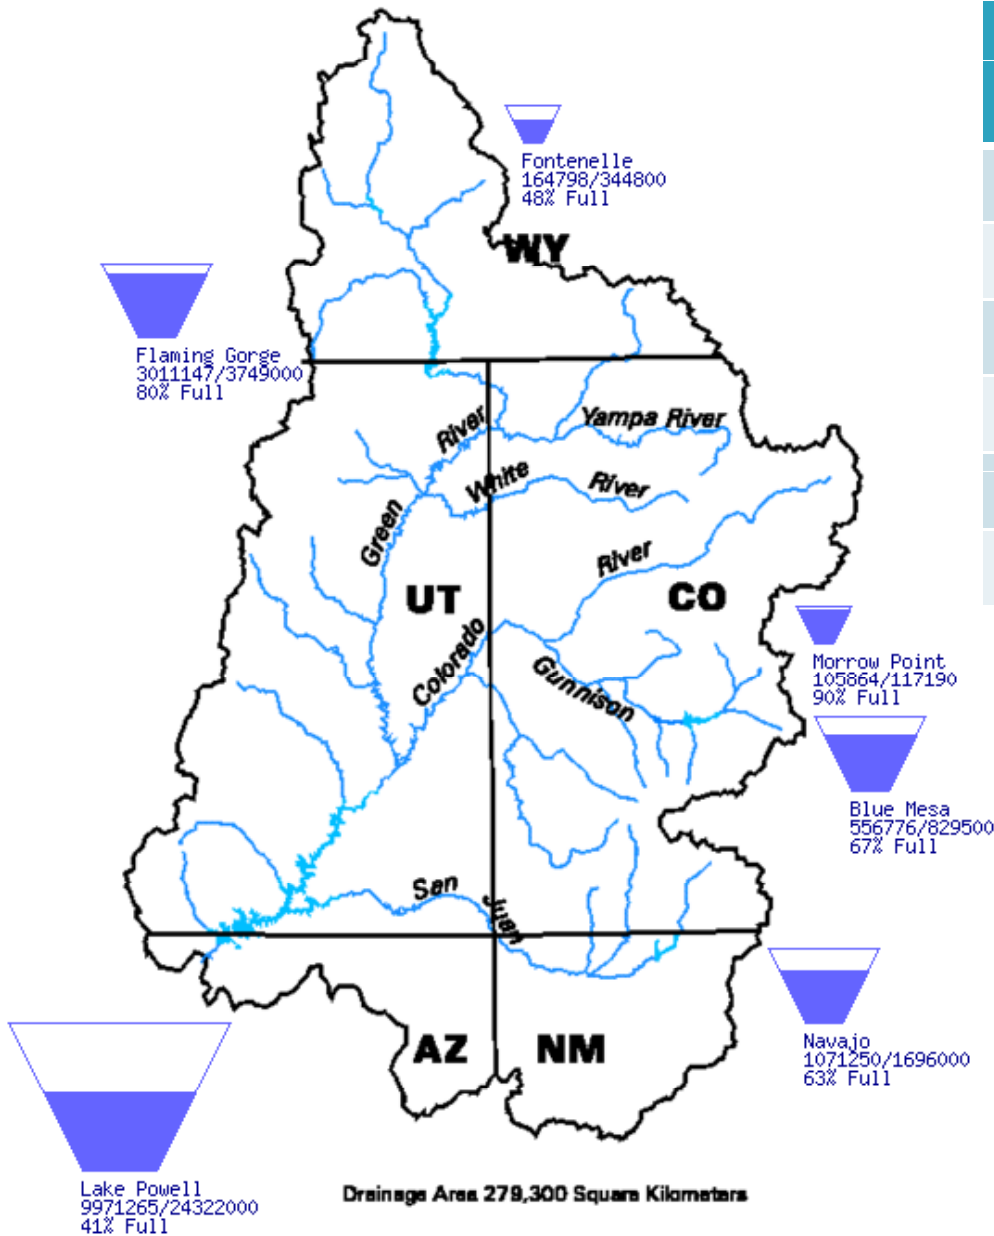 Fontenelle
164798/344800
48% Full
WY
Flaming Gorge
3011147/3749000
80% Full
Yampa River
River
White
River
Green
River
UT
CO
Colorado
Gunnison
Morrow Point
105864/117190
90% Full
Blue Mesa
556776/829500
67% Full
San
Juan
Navajo
1071250/1696000
63% Full
AZ
NM
Lake Powell
9971265/24322000
41% Full
Drainage Area 279,300 Square Kilometers